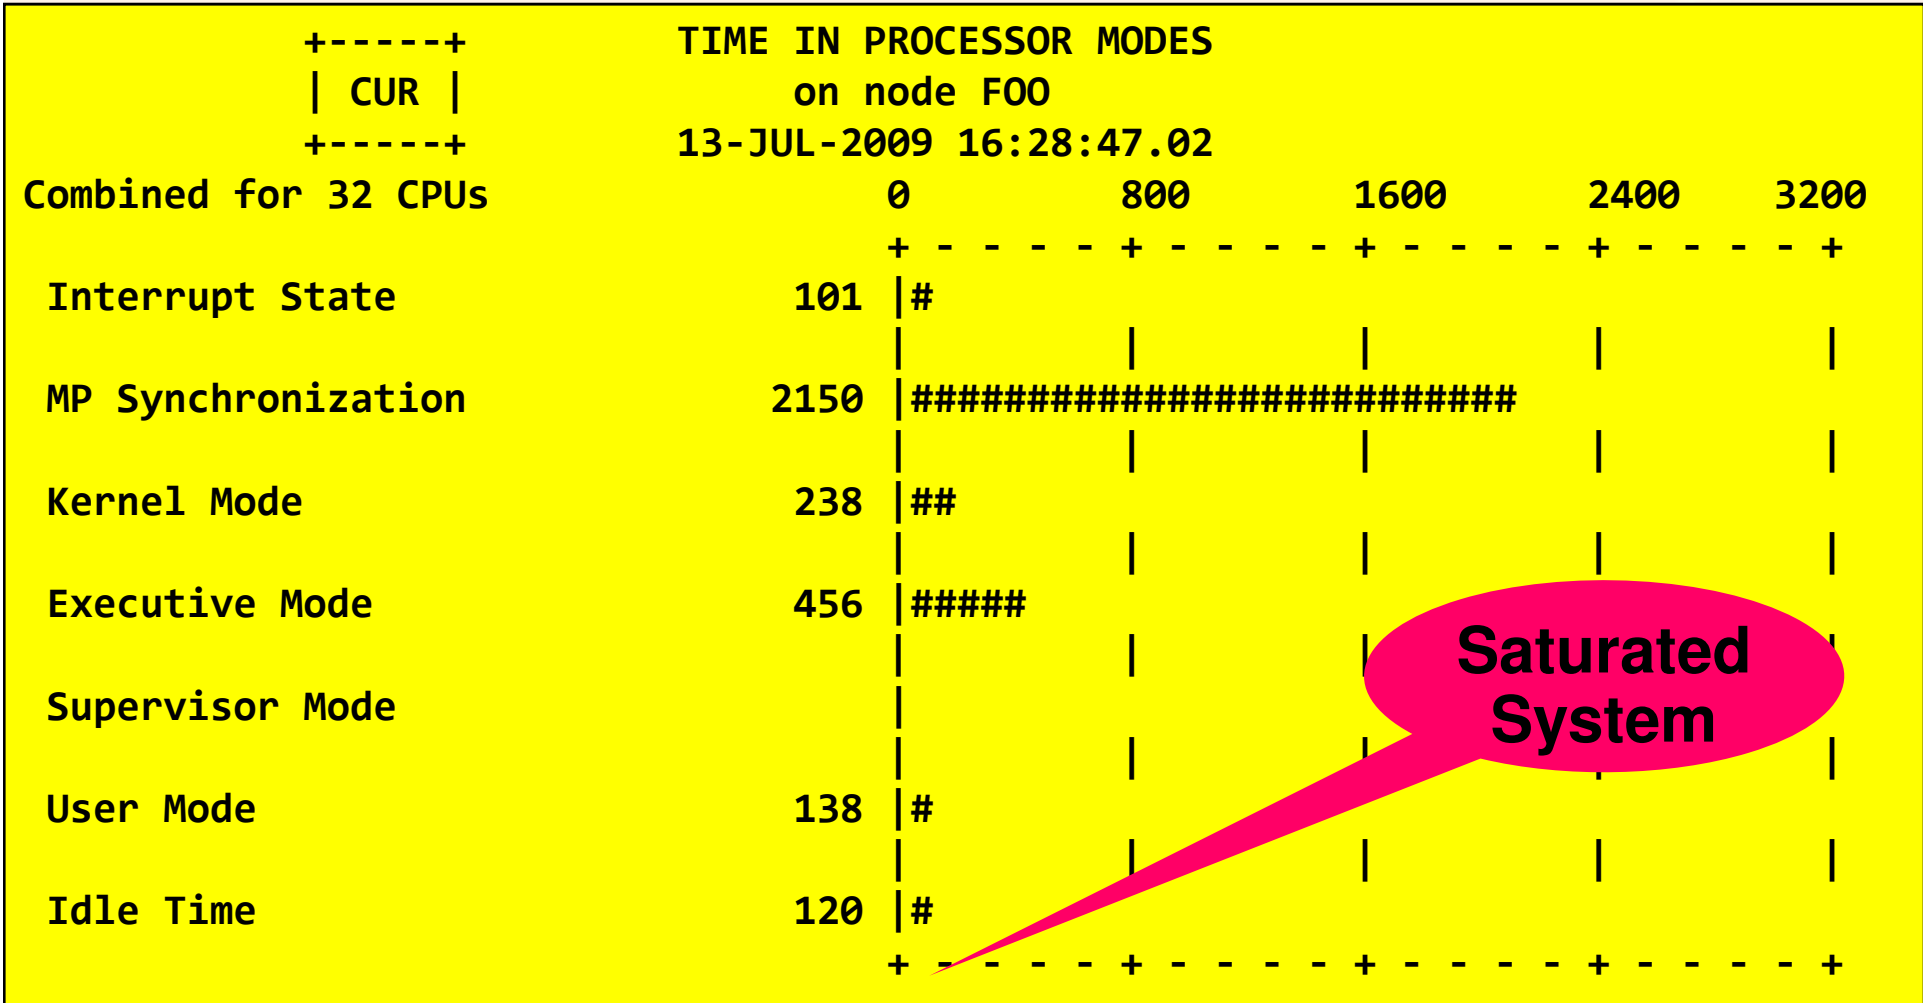 +-----+ TIME IN PROCESSOR MODES
| CUR | on node FOO
+-----+ 13-JUL-2009 16:28:47.02
Combined for 32 CPUs 0 800 1600 2400 3200
+ - - - - + - - - - + - - - - + - - - - +
Interrupt State 101 |#
| | | | |
MP Synchronization 2150 |##########################
| | | | |
Kernel Mode 238 |##
| | | | |
Executive Mode 456 |#####
| | | | |
Supervisor Mode |
| | | | |
User Mode 138 |#
| | | | |
Idle Time 120 |#
+ - - - - + - - - - + - - - - + - - - - +
Saturated
System